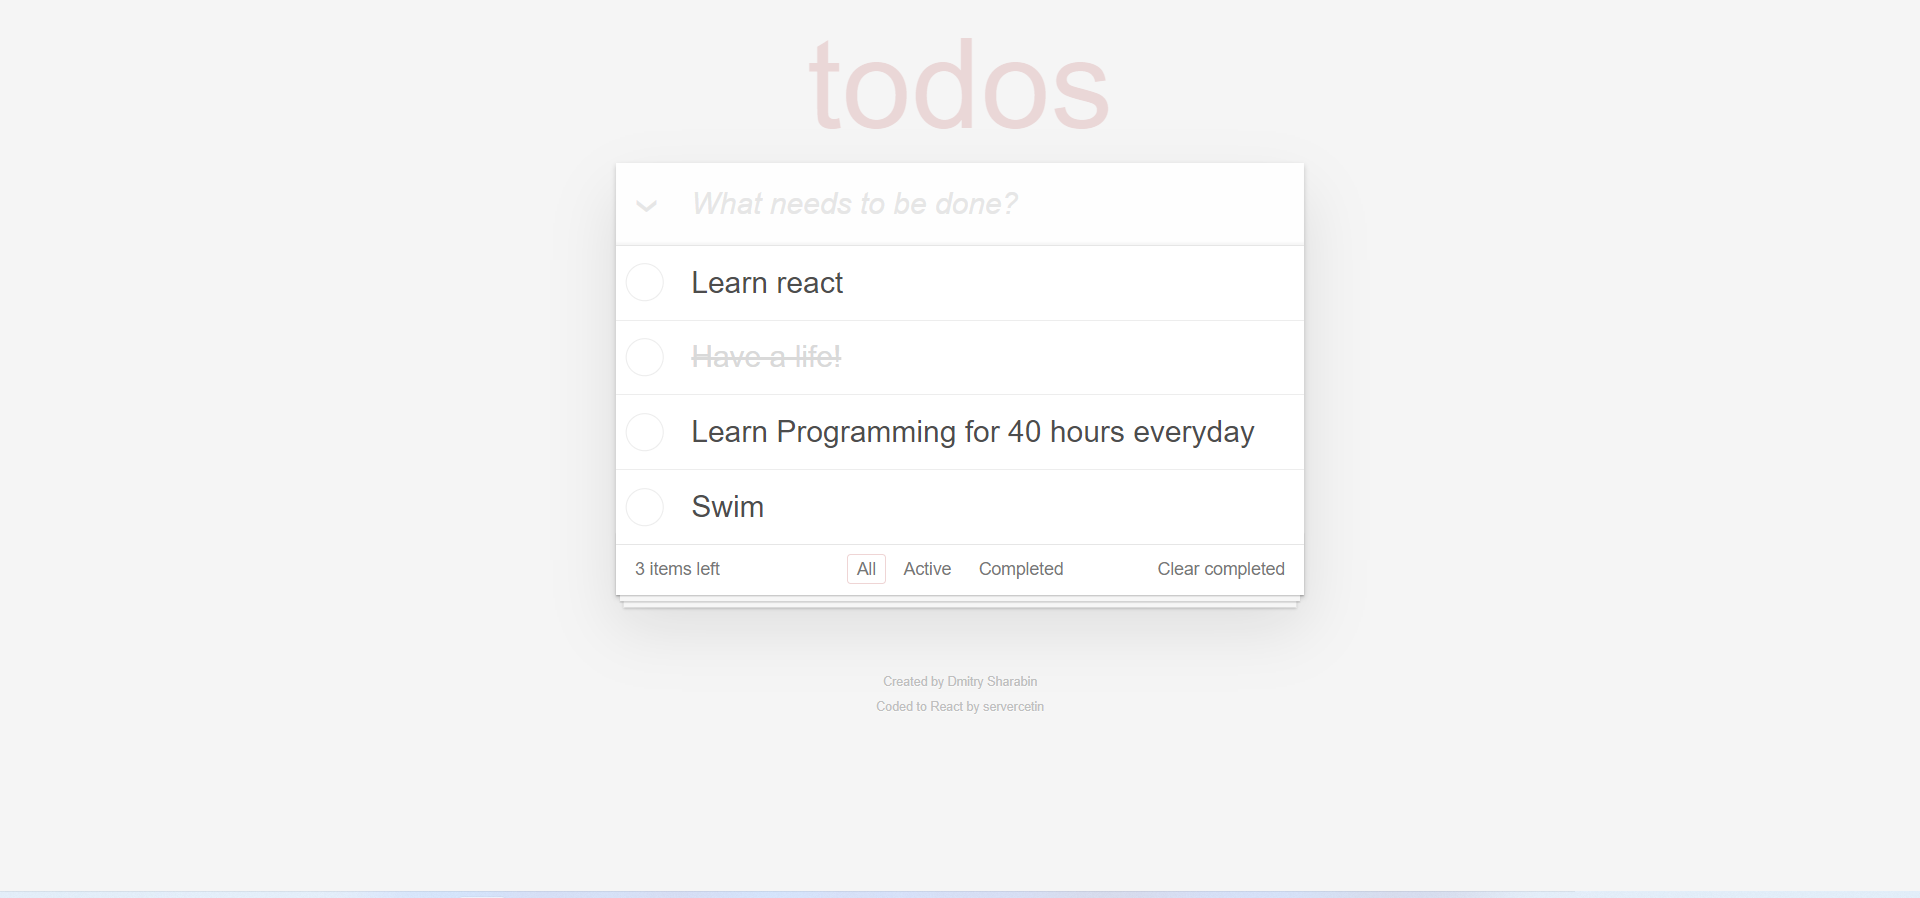 todos
What needs to be done?
Learn react
Have a life!
Learn Programming for 40 hours everyday
Swim
3 items left All Active Completed Clear completed
Created by Dmitry Sharabin
Coded to React by servercetin